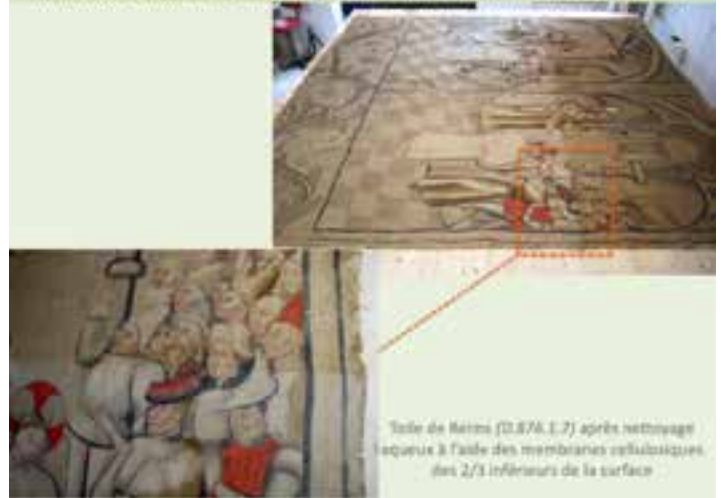 Toile de Reims (D.876.1.7) après nettoyage
aqueux à l'aide des membranes cellulosiques
des 2/3 inférieurs de la surface